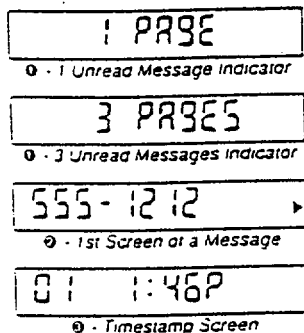 1 PAGE
❶ - 1 Unread Message Indicator
3 PAGES
❶ - 3 Unread Messages Indicator
555-1212 ▸
❷ - 1st Screen of a Message
01 1:46P
❸ - Timestamp Screen